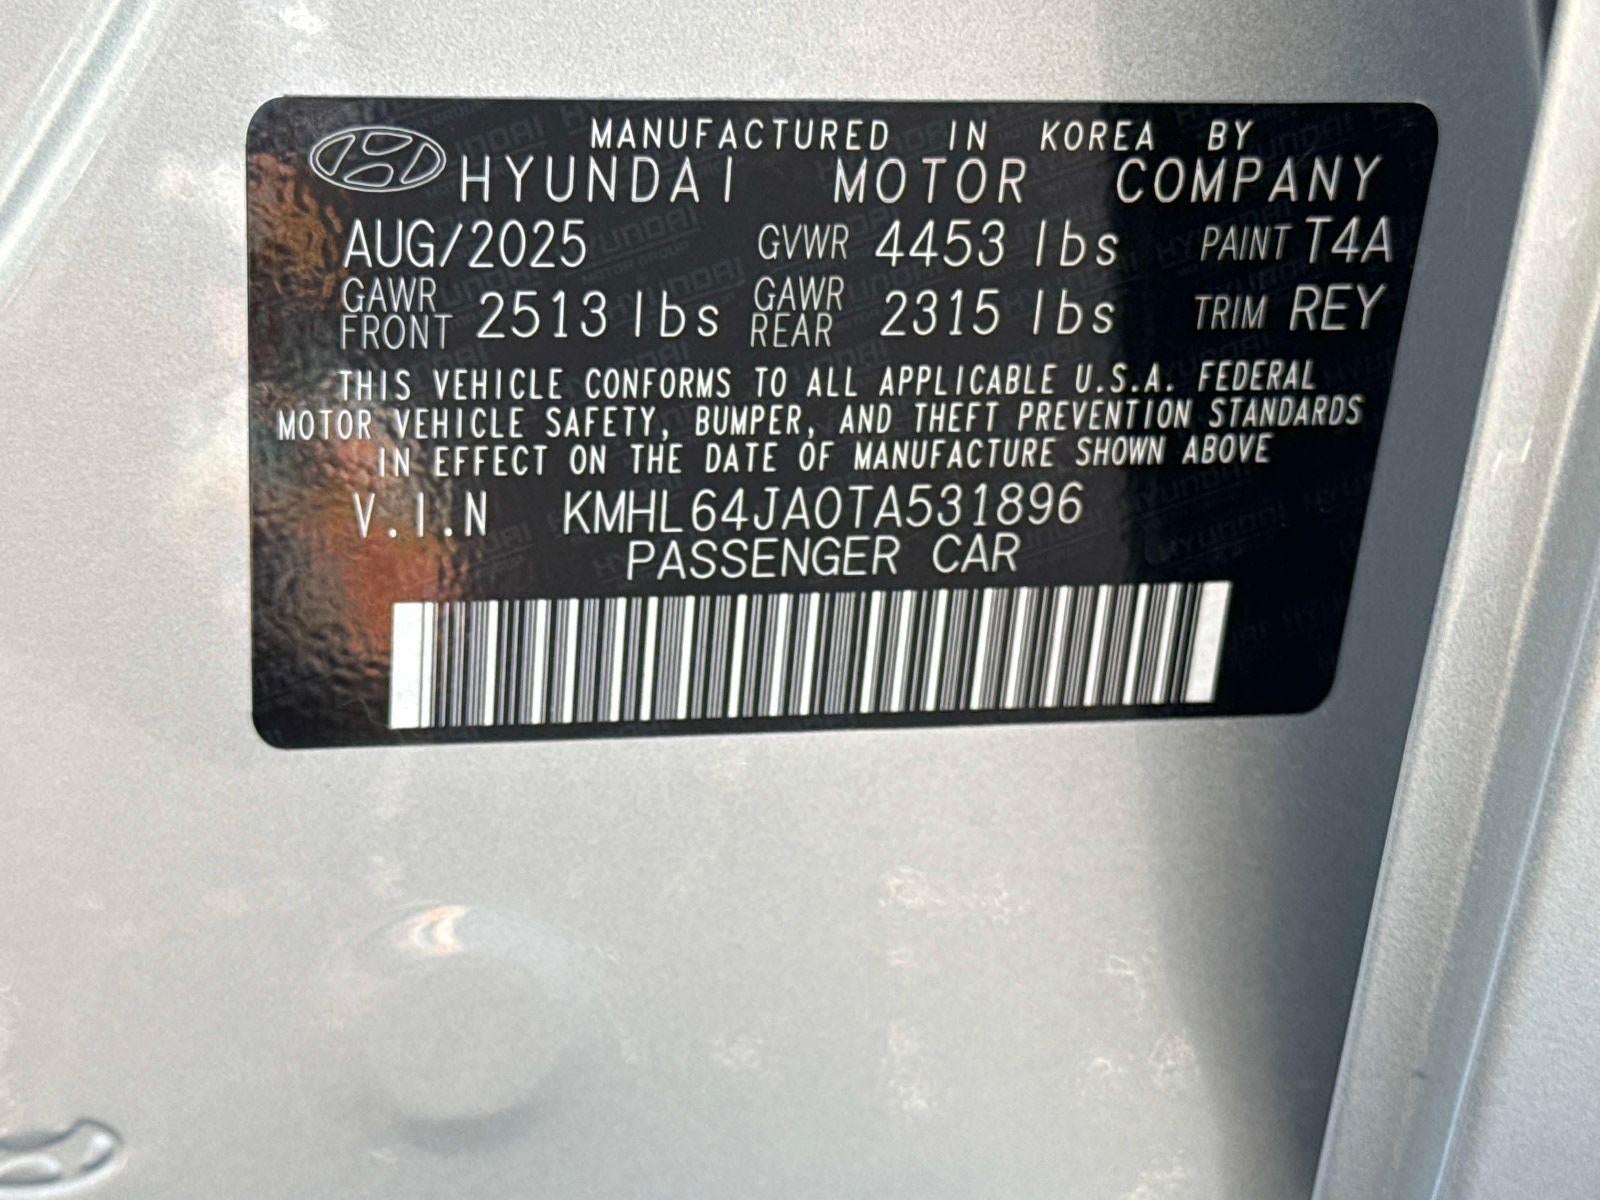 MANUFACTURED IN KOREA BY
HYUNDAI MOTOR COMPANY
AUG/2025 GVWR 4453 lbs PAINT T4A
GAWR FRONT 2513 lbs GAWR REAR 2315 lbs TRIM REY
THIS VEHICLE CONFORMS TO ALL APPLICABLE U.S.A. FEDERAL
MOTOR VEHICLE SAFETY, BUMPER, AND THEFT PREVENTION STANDARDS
IN EFFECT ON THE DATE OF MANUFACTURE SHOWN ABOVE
V.I.N KMHL64JA0TA531896
PASSENGER CAR